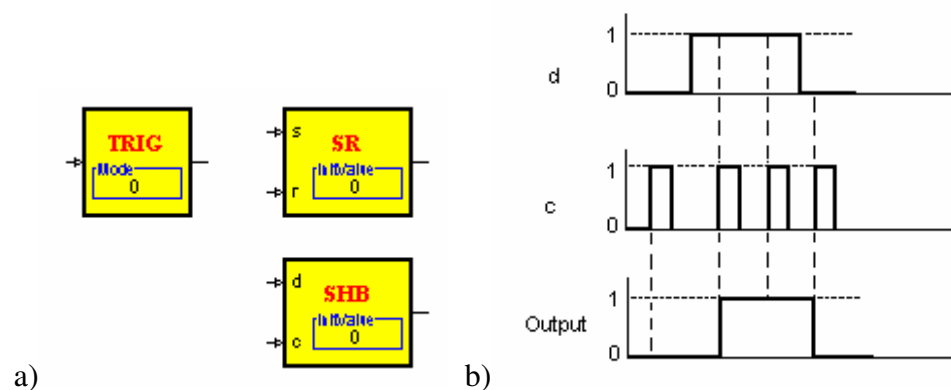 TRIG
Mode
0
s
SR
InitValue
0
r
d
SHB
InitValue
0
c
a)
1
d
0
1
c
0
1
Output
0
b)